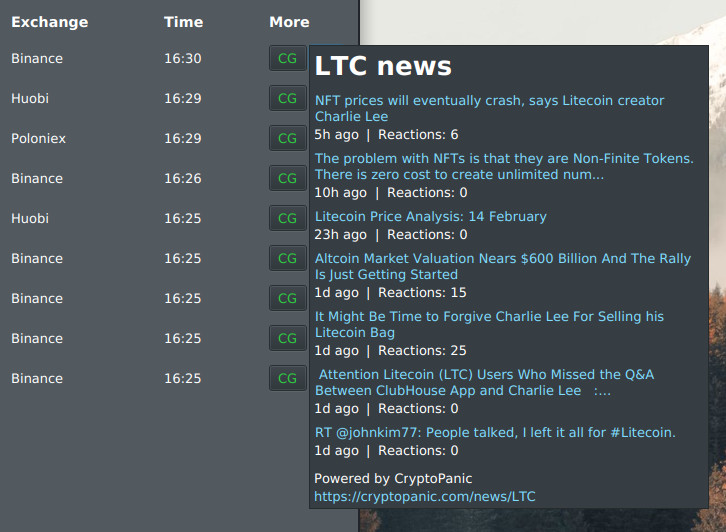 Exchange Time More
Binance 16:30 CG
Huobi 16:29 CG
Poloniex 16:29 CG
Binance 16:26 CG
Huobi 16:25 CG
Binance 16:25 CG
Binance 16:25 CG
Binance 16:25 CG
Binance 16:25 CG
LTC news
NFT prices will eventually crash, says Litecoin creator
Charlie Lee
5h ago | Reactions: 6
The problem with NFTs is that they are Non-Finite Tokens.
There is zero cost to create unlimited num...
10h ago | Reactions: 0
Litecoin Price Analysis: 14 February
23h ago | Reactions: 0
Altcoin Market Valuation Nears $600 Billion And The Rally
Is Just Getting Started
1d ago | Reactions: 15
It Might Be Time to Forgive Charlie Lee For Selling his
Litecoin Bag
1d ago | Reactions: 25
Attention Litecoin (LTC) Users Who Missed the Q&A
Between ClubHouse App and Charlie Lee :...
1d ago | Reactions: 0
RT @johnkim77: People talked, I left it all for #Litecoin.
1d ago | Reactions: 0
Powered by CryptoPanic
https://cryptopanic.com/news/LTC